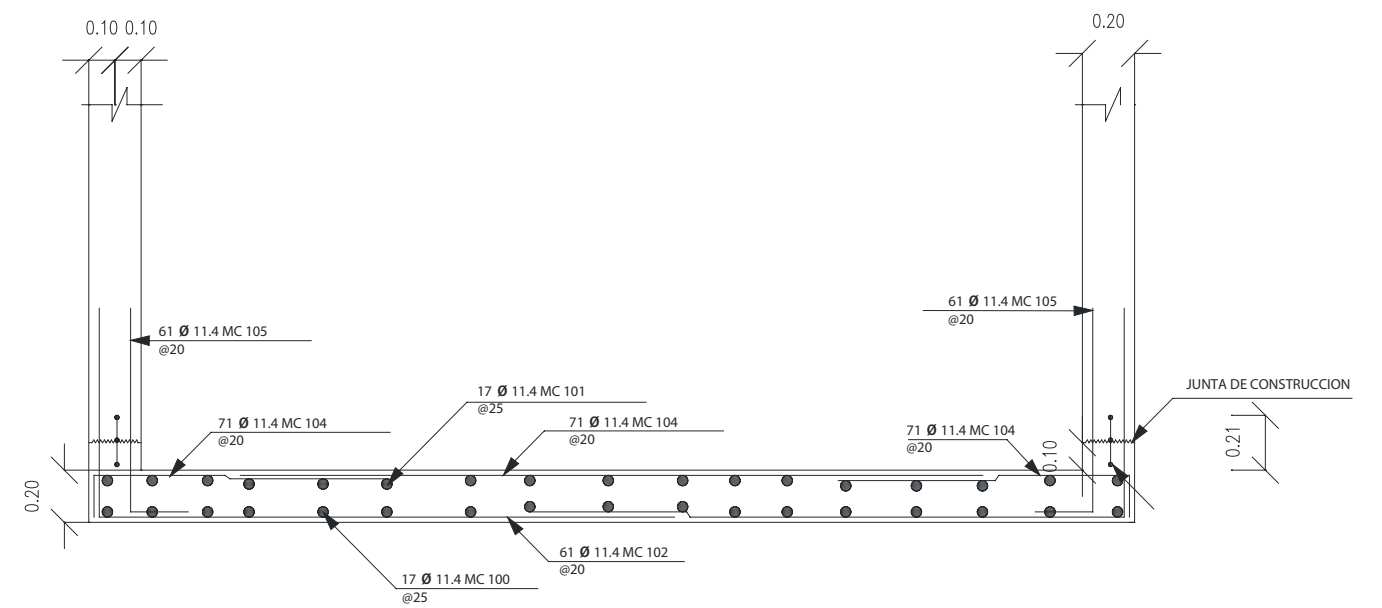 0.10 0.10
0.20
61 Ø 11.4 MC 105
@20
61 Ø 11.4 MC 105
@20
17 Ø 11.4 MC 101
@25
JUNTA DE CONSTRUCCION
71 Ø 11.4 MC 104
@20
71 Ø 11.4 MC 104
@20
71 Ø 11.4 MC 104
@20
0.10
0.21
0.20
61 Ø 11.4 MC 102
@20
17 Ø 11.4 MC 100
@25